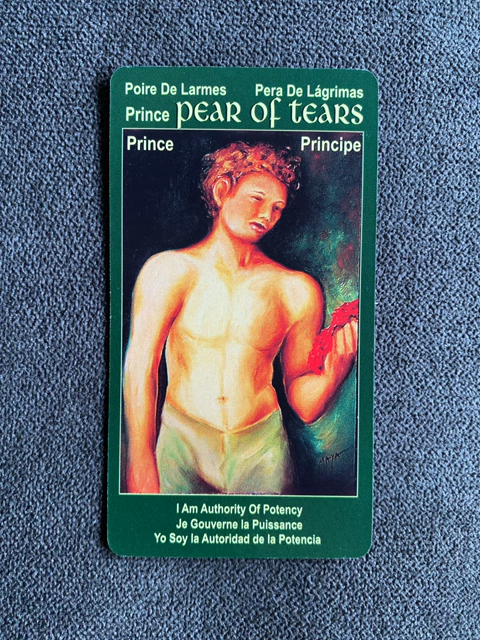 Poire De Larmes Pera De Lágrimas
Prince PEAR OF TEARS
Prince Principe
I Am Authority Of Potency
Je Gouverne la Puissance
Yo Soy la Autoridad de la Potencia